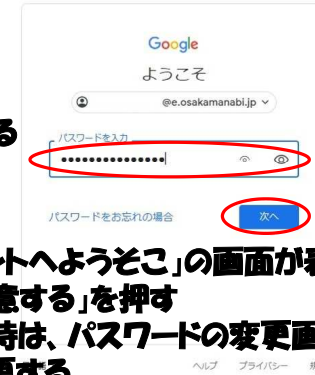 Google
ようこそ
@e.osakamanabi.jp
る
パスワードを入力
•••••••••••••••
パスワードをお忘れの場合
次へ
トへようそこ」の画面が
意する」を押す
時は、パスワードの変更画
更する
ヘルプ プライバシー